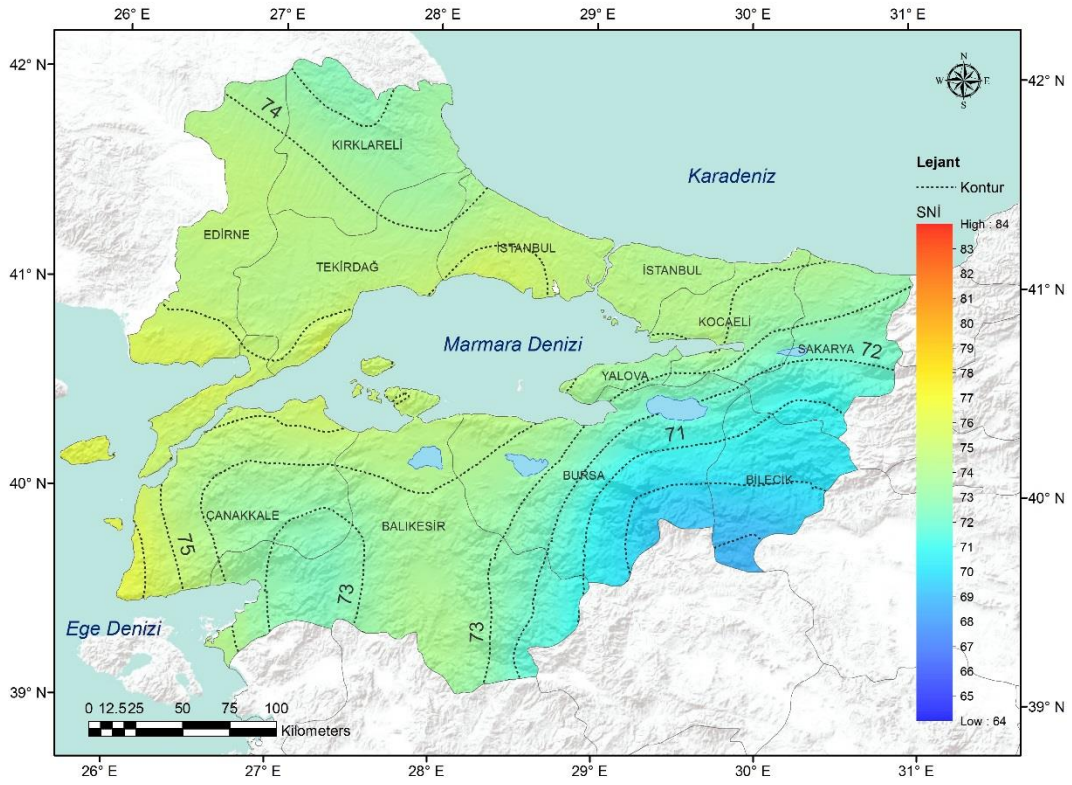 26° E 27° E 28° E 29° E 30° E 31° E
42° N 42° N
N
W E
S
74
KIRKLARELİ
Karadeniz
Lejant
Kontur
SNİ
High : 84
83
82
81
80
79
78
77
76
75
74
73
72
71
70
69
68
67
66
65
Low : 64
EDİRNE
İSTANBUL
TEKİRDAĞ
İSTANBUL
41° N 41° N
KOCAELİ
Marmara Denizi
SAKARYA
72
YALOVA
71
BURSA
BİLECİK
40° N 40° N
ÇANAKKALE
BALIKESİR
75
73
73
Ege Denizi
39° N 39° N
0 12.525 50 75 100
Kilometers
26° E 27° E 28° E 29° E 30° E 31° E